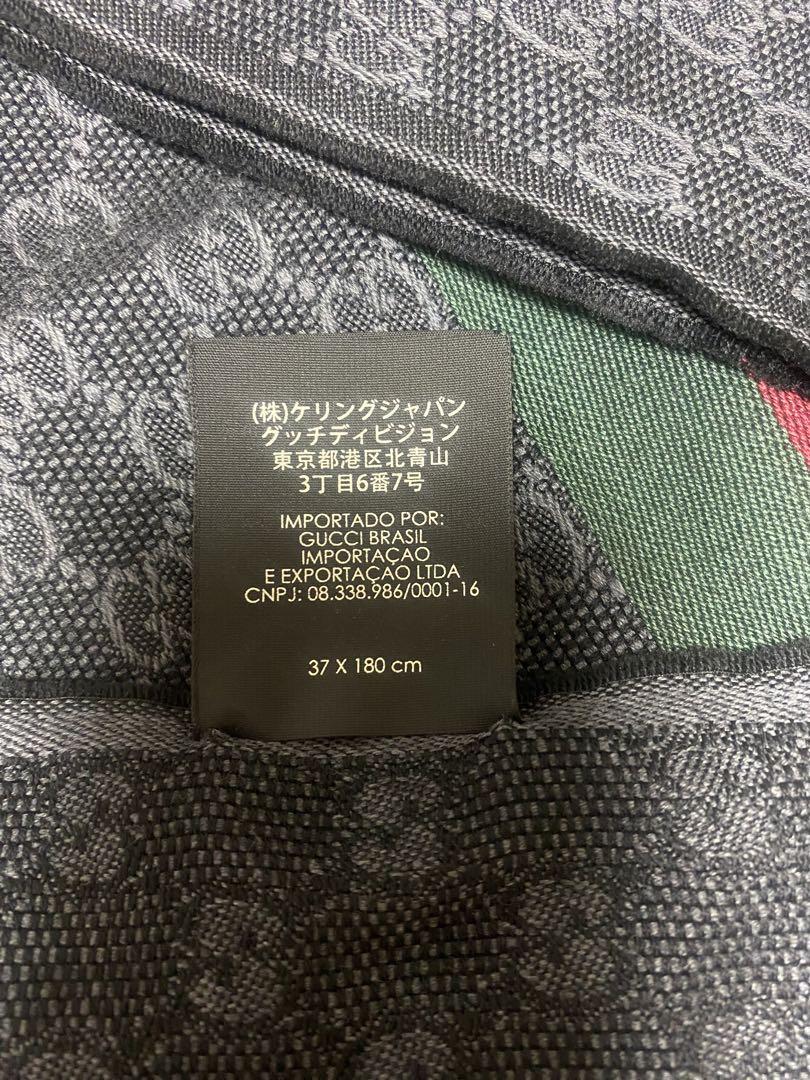 (株)ケリングジャパン
グッチディビジョン
東京都港区北青山
3丁目6番7号
IMPORTADO POR:
GUCCI BRASIL
IMPORTAÇAO
E EXPORTAÇAO LTDA
CNPJ: 08.338.986/0001-16
37 X 180 cm